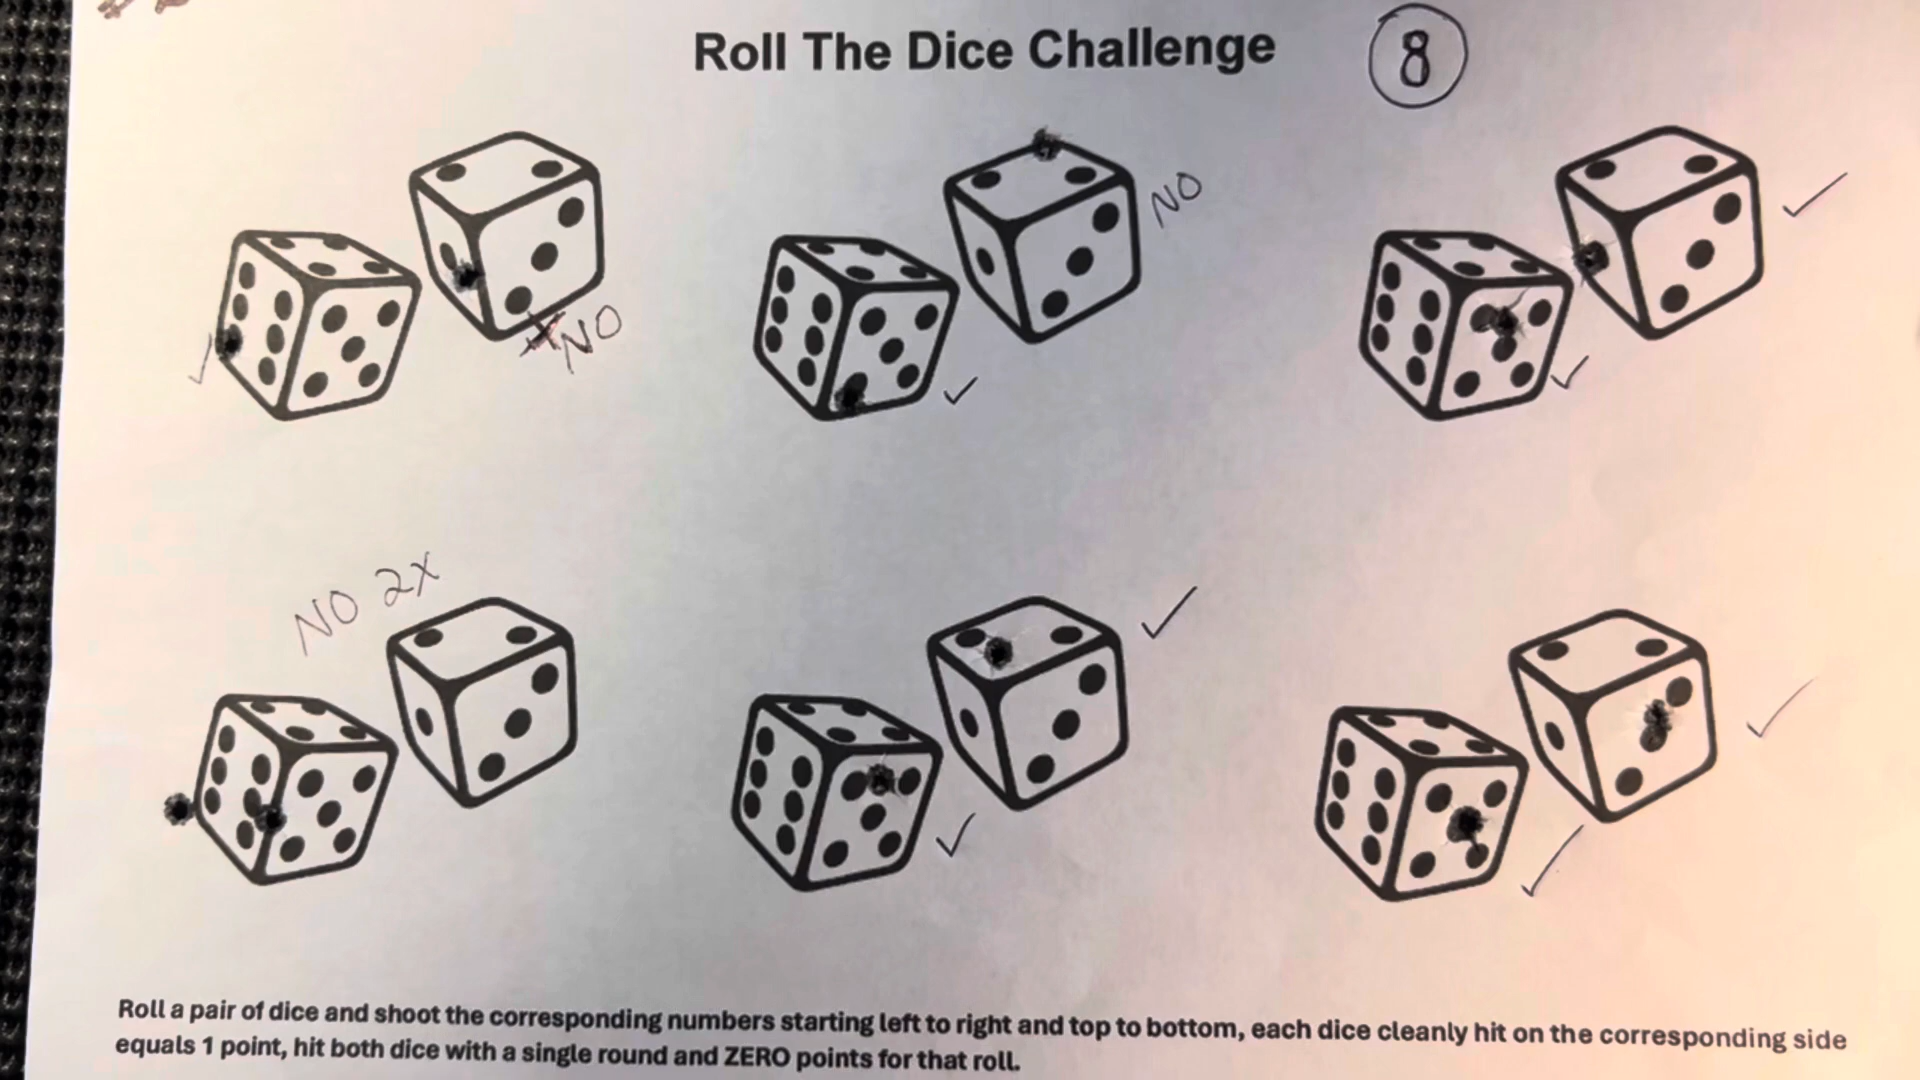 Roll The Dice Challenge
8
NO
NO
NO 2X
Roll a pair of dice and shoot the corresponding numbers starting left to right and top to bottom, each dice cleanly hit on the corresponding side
equals 1 point, hit both dice with a single round and ZERO points for that roll.